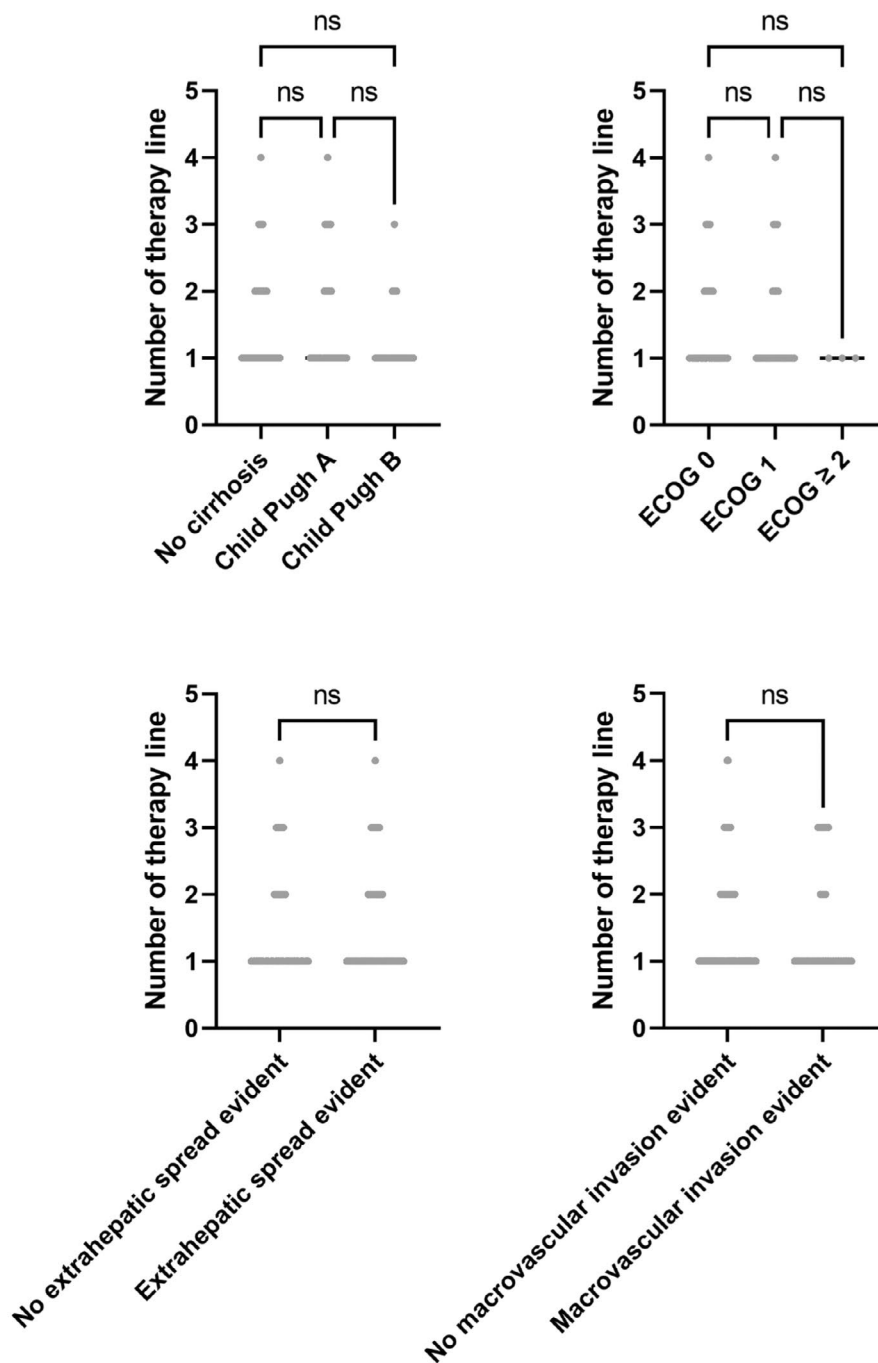 ns
ns ns
Number of therapy line
5
4
3
2
1
0
No cirrhosis
Child Pugh A
Child Pugh B
ns
ns ns
Number of therapy line
5
4
3
2
1
0
ECOG 0
ECOG 1
ECOG ≥ 2
ns
Number of therapy line
5
4
3
2
1
0
No extrahepatic spread evident
Extrahepatic spread evident
ns
Number of therapy line
5
4
3
2
1
0
No macrovascular invasion evident
Macrovascular invasion evident